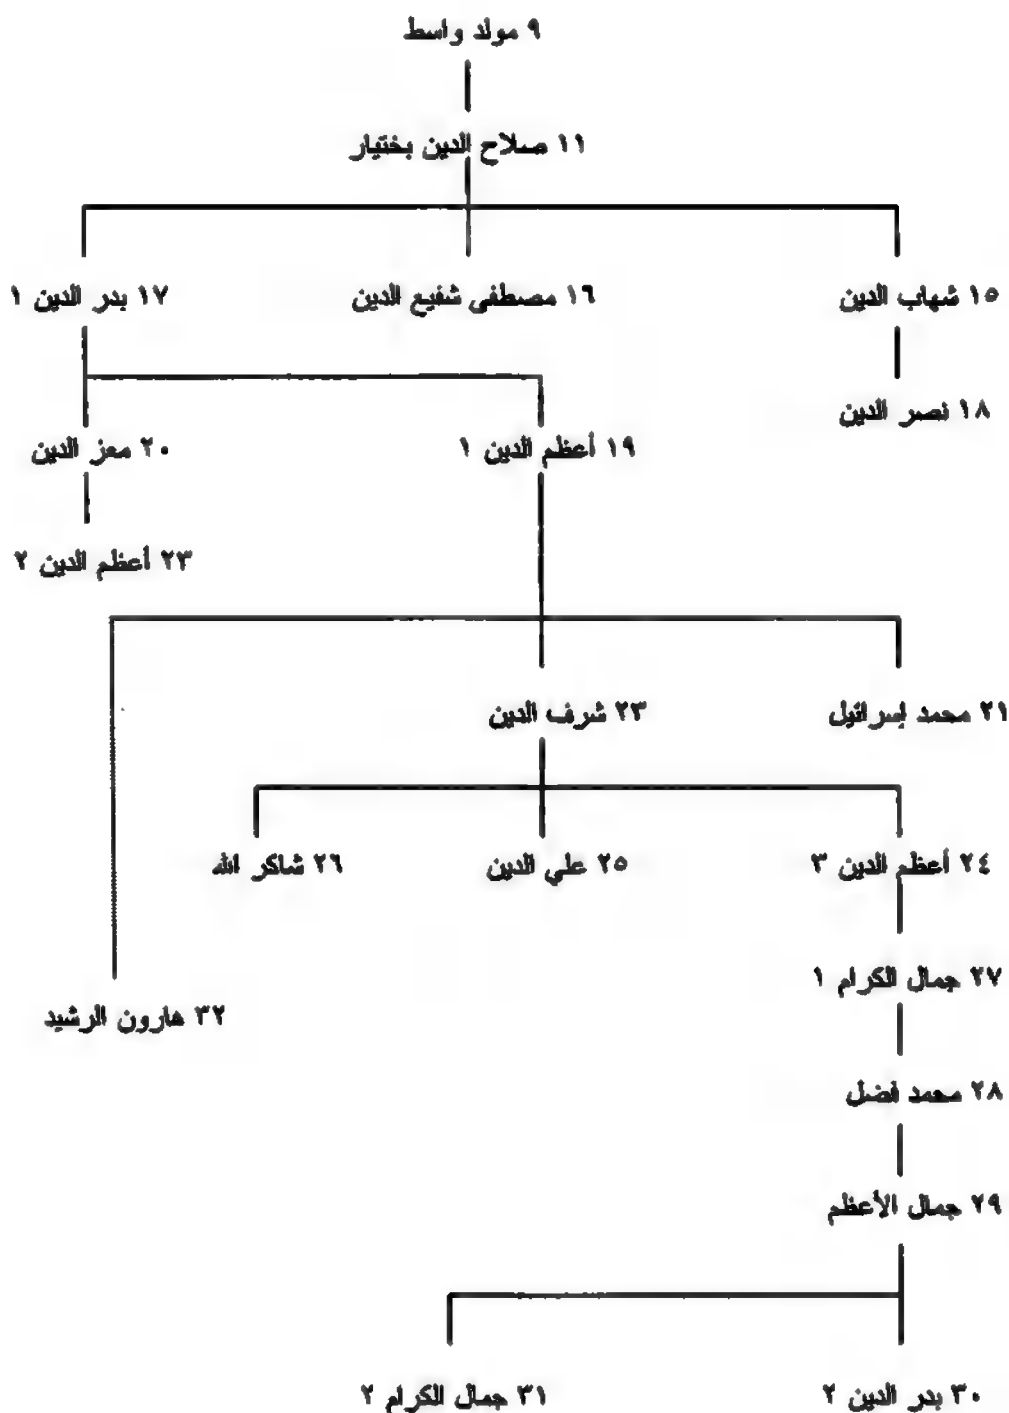 ٩ مولد واسط
١١ صلاح الدين بختيار
١٥ شهاب الدين
١٦ مصطفى شفيع الدين
١٧ بدر الدين ١
١٨ نصر الدين
١٩ أعظم الدين ١
٢٠ معز الدين
٢٣ أعظم الدين ٢
٢١ محمد إسرائيل
٢٣ شرف الدين
٢٤ أعظم الدين ٣
٢٥ علي الدين
٢٦ شاكر الله
٢٧ جمال الكرام ١
٣٢ هارون الرشيد
٢٨ محمد فضل
٢٩ جمال الأعظم
٣٠ بدر الدين ٢
٣١ جمال الكرام ٢